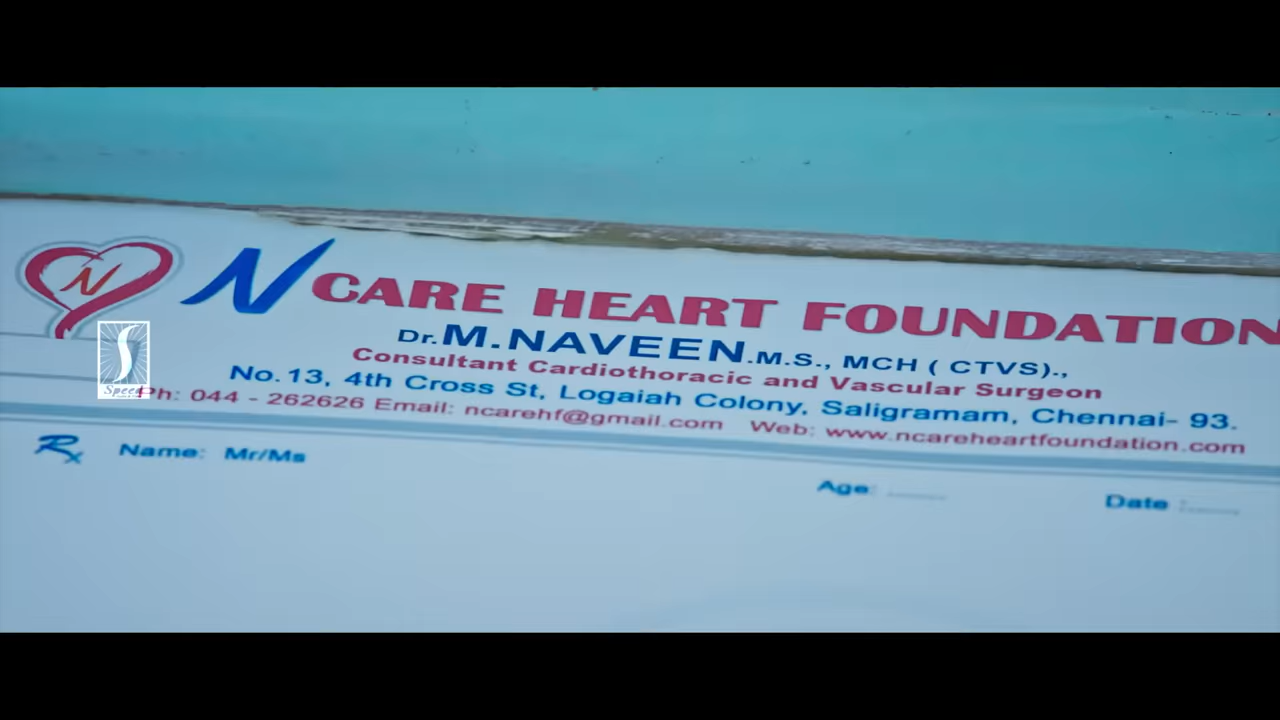 N CARE HEART FOUNDATION
Dr.M.NAVEEN.M.S., MCH ( CTVS).,
Consultant Cardiothoracic and Vascular Surgeon
No.13, 4th Cross St, Logaiah Colony, Saligramam, Chennai- 93.
Ph: 044 - 262626 Email: ncarehf@gmail.com Web: www.ncareheartfoundation.com
Rx Name: Mr/Ms
Age: Date :
N
S
Speed